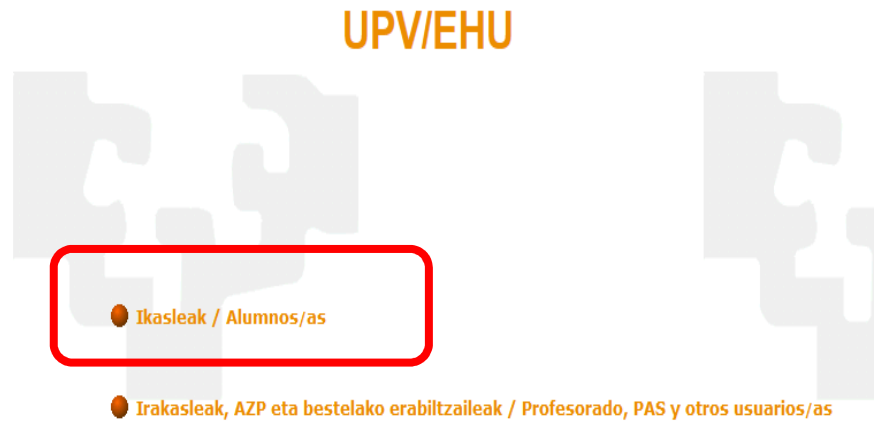 UPV/EHU
Ikasleak / Alumnos/as
Irakasleak, AZP eta bestelako erabiltzaileak / Profesorado, PAS y otros usuarios/as